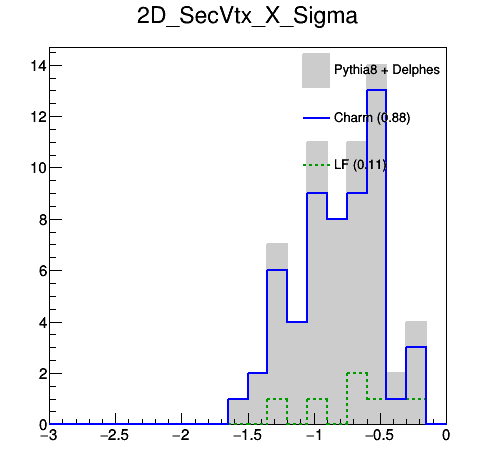 2D_SecVtx_X_Sigma
Pythia8 + Delphes
Charm (0.88)
LF (0.11)
14
12
10
8
6
4
2
0
−3 −2.5 −2 −1.5 −1 −0.5 0